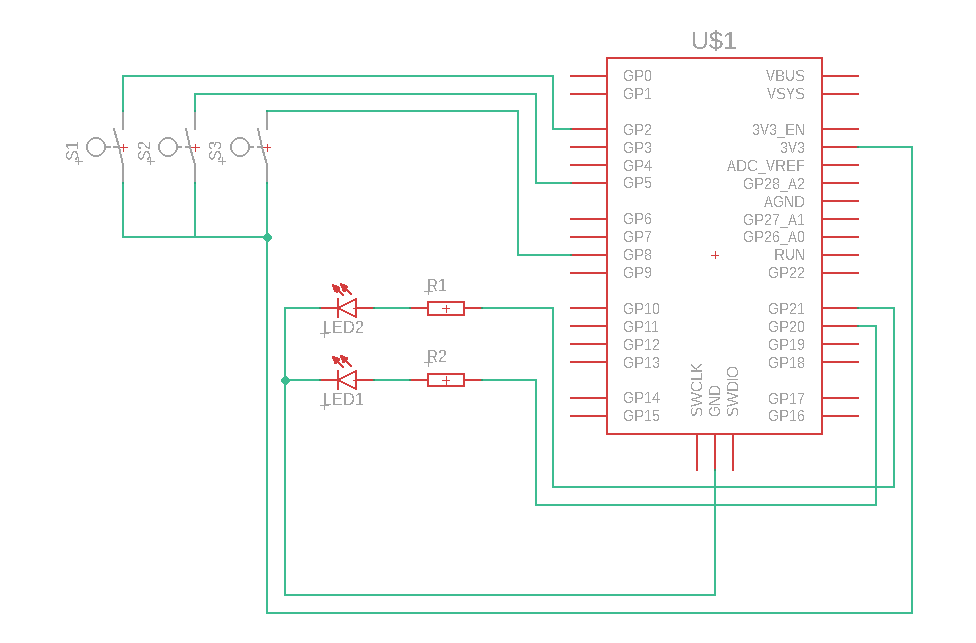 U$1
GP0
GP1
GP2
GP3
GP4
GP5
GP6
GP7
GP8
GP9
GP10
GP11
GP12
GP13
GP14
GP15
VBUS
VSYS
3V3_EN
3V3
ADC_VREF
GP28_A2
AGND
GP27_A1
GP26_A0
RUN
GP22
GP21
GP20
GP19
GP18
GP17
GP16
SWCLK
GND
SWDIO
S1
S2
S3
R1
LED2
R2
LED1